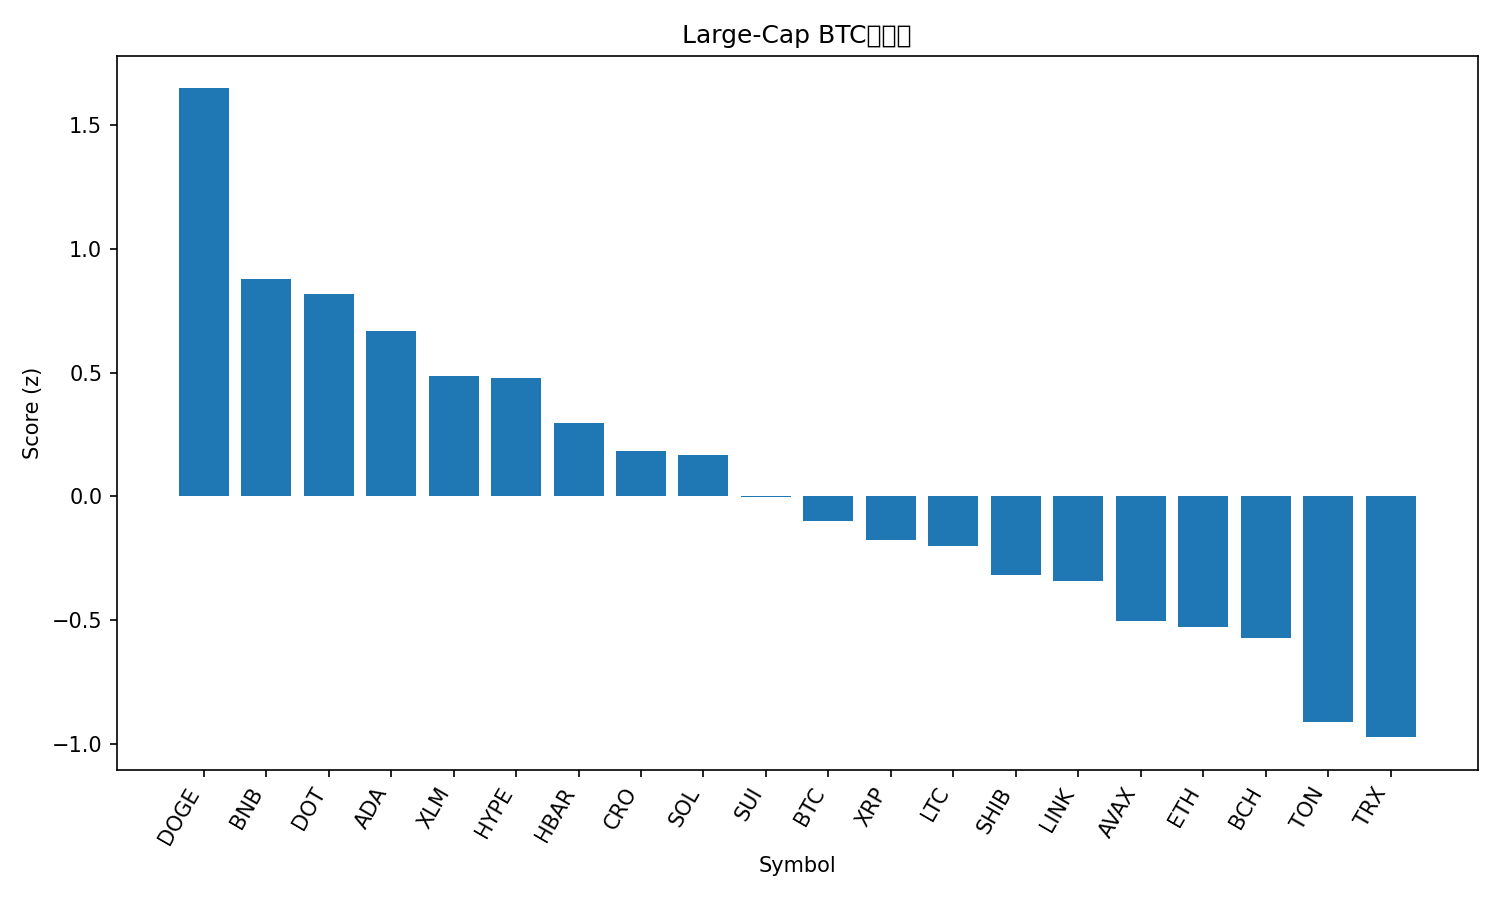 Large-Cap BTC
1.5
1.0
0.5
0.0
−0.5
−1.0
Score (z)
DOGE
BNB
DOT
ADA
XLM
HYPE
HBAR
CRO
SOL
SUI
BTC
XRP
LTC
SHIB
LINK
AVAX
ETH
BCH
TON
TRX
Symbol